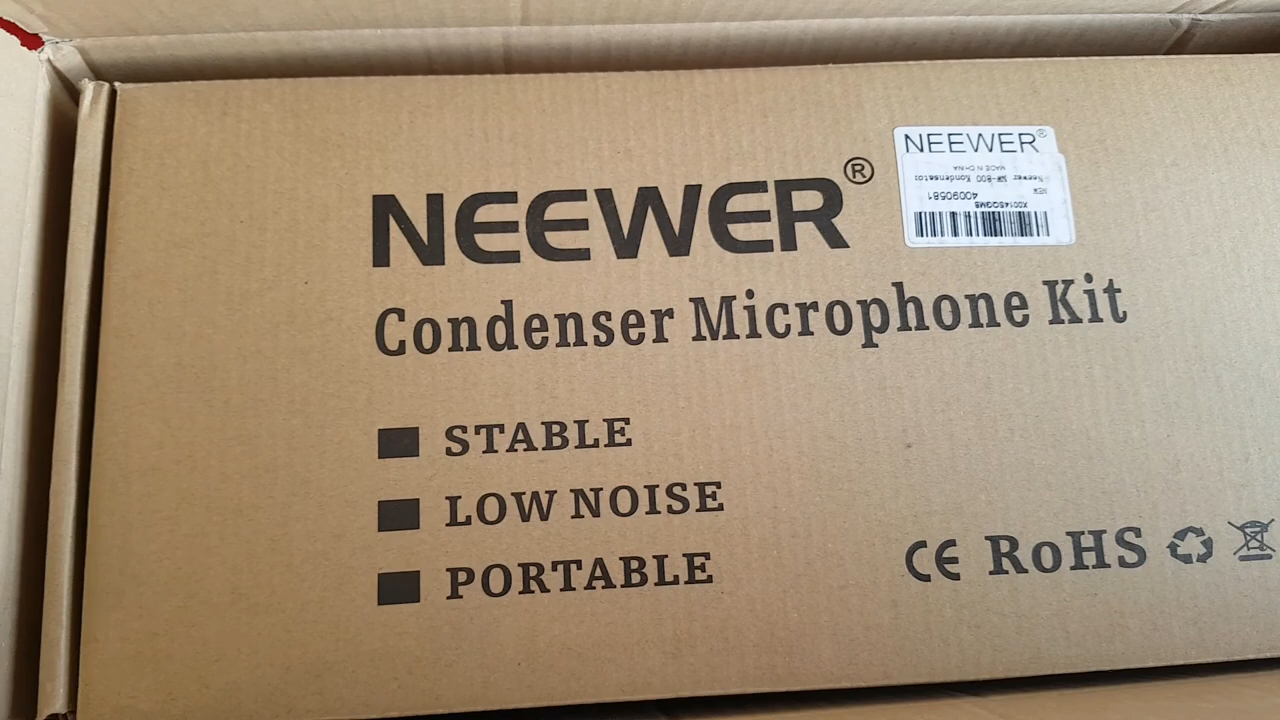 NEEWER®
Condenser Microphone Kit
STABLE
LOW NOISE
PORTABLE
CE RoHS
NEEWER®
X0014SQGMB
Neewer NW-800 Kondensator
NEW
40090581
MADE IN CHINA